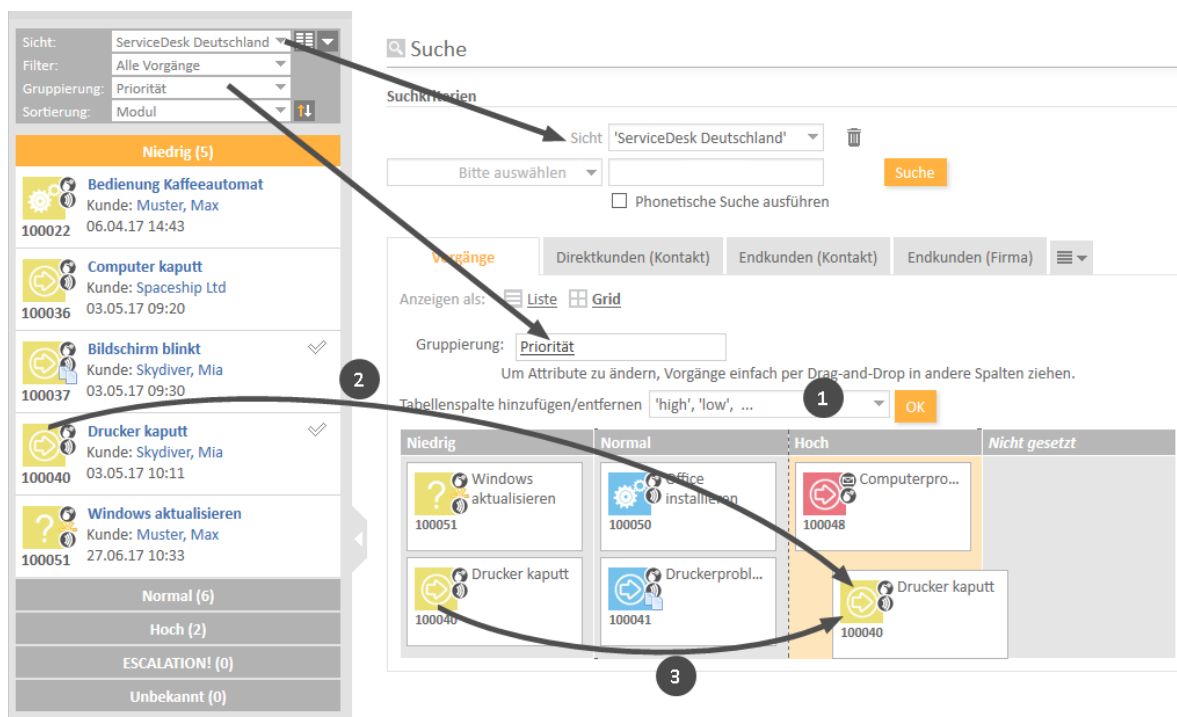 Sicht: ServiceDesk Deutschland
Filter: Alle Vorgänge
Gruppierung: Priorität
Sortierung: Modul
Niedrig (5)
Bedienung Kaffeeautomat
Kunde: Muster, Max
100022 06.04.17 14:43
Computer kaputt
Kunde: Spaceship Ltd
100036 03.05.17 09:20
Bildschirm blinkt
Kunde: Skydiver, Mia
100037 03.05.17 09:30
Drucker kaputt
Kunde: Skydiver, Mia
100040 03.05.17 10:11
Windows aktualisieren
Kunde: Muster, Max
100051 27.06.17 10:33
Normal (6)
Hoch (2)
ESCALATION! (0)
Unbekannt (0)
Suche
Suchkriterien
Sicht 'ServiceDesk Deutschland'
Bitte auswählen Suche
Phonetische Suche ausführen
Vorgänge Direktkunden (Kontakt) Endkunden (Kontakt) Endkunden (Firma)
Anzeigen als: Liste Grid
Gruppierung: Priorität
Um Attribute zu ändern, Vorgänge einfach per Drag-and-Drop in andere Spalten ziehen.
Tabellenspalte hinzufügen/entfernen 'high', 'low', ... OK
Niedrig Normal Hoch Nicht gesetzt
Windows
aktualisieren
100051
Office
installieren
100050
Computerpro...
100048
Drucker kaputt
100040
Druckerprobl...
100041
Drucker kaputt
100040
1
2
3